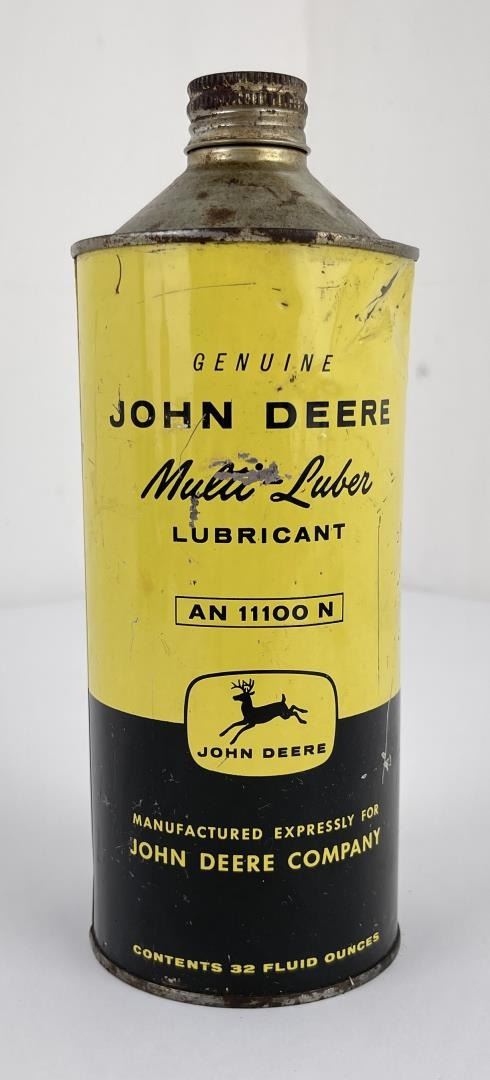 GENUINE
JOHN DEERE
Multi-Luber
LUBRICANT
AN 11100 N
JOHN DEERE
MANUFACTURED EXPRESSLY FOR
JOHN DEERE COMPANY
CONTENTS 32 FLUID OUNCES